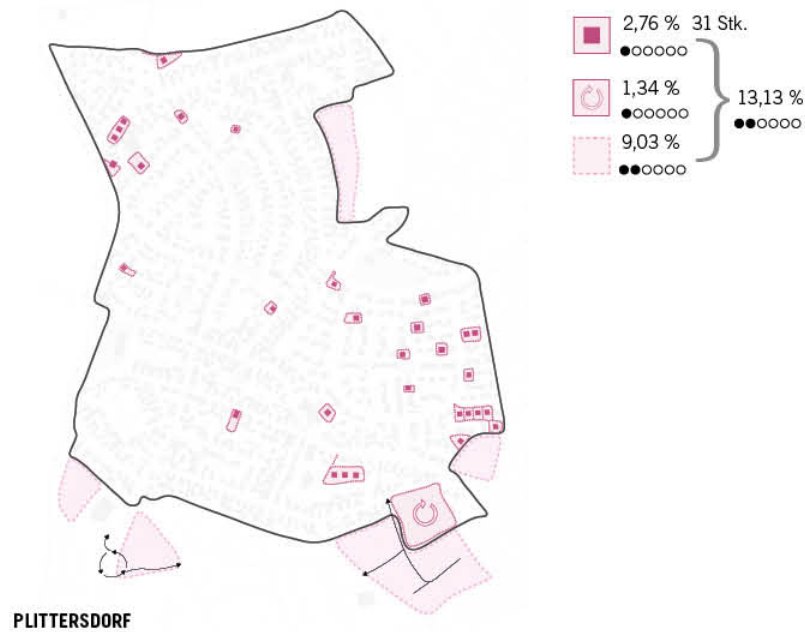 2,76 % 31 Stk.
1,34 %
13,13 %
9,03 %
PLITTERSDORF